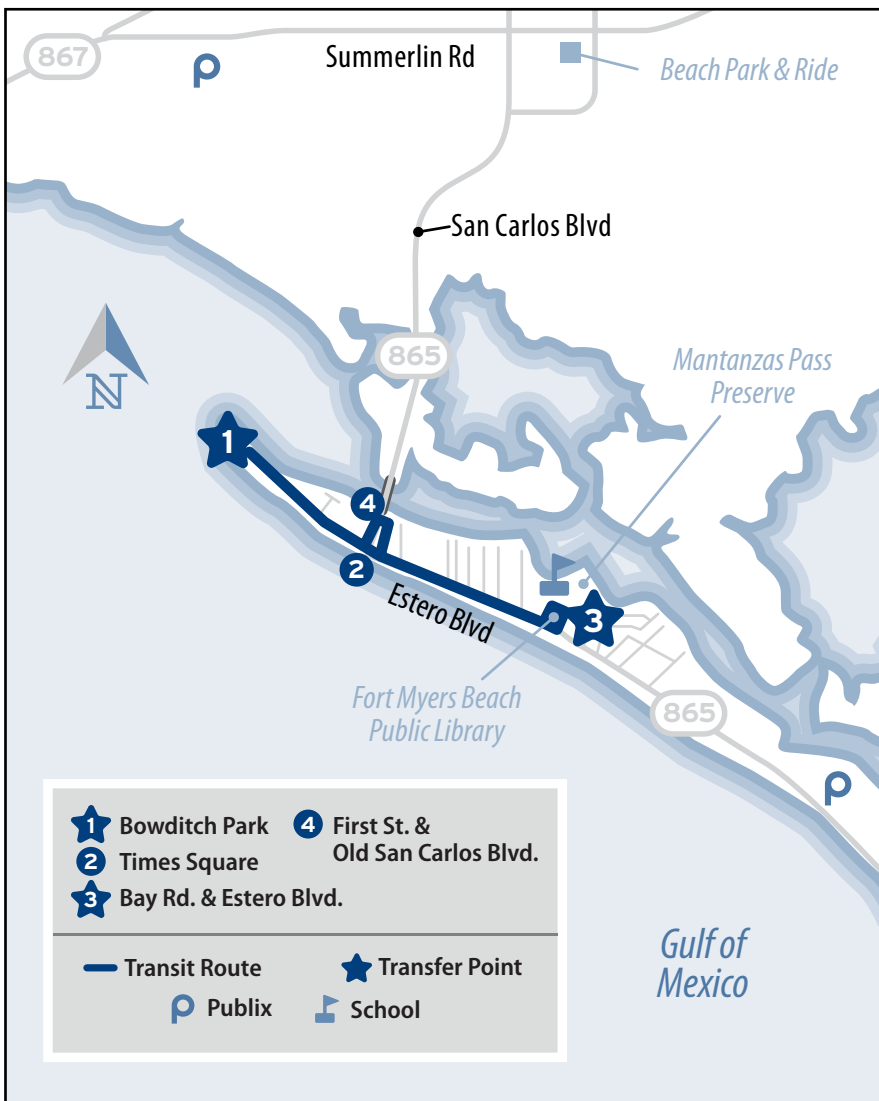 867
Summerlin Rd
Beach Park & Ride
San Carlos Blvd
865
N
Mantanzas Pass
Preserve
1
4
2
Estero Blvd
3
Fort Myers Beach
Public Library
865
1 Bowditch Park
2 Times Square
3 Bay Rd. & Estero Blvd.
4 First St. &
Old San Carlos Blvd.
Transit Route
Transfer Point
Publix
School
Gulf of
Mexico